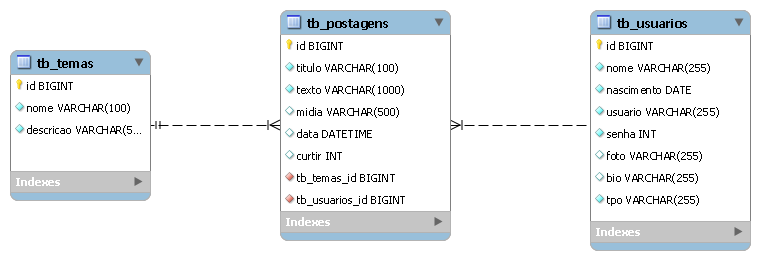 tb_temas
id BIGINT
nome VARCHAR(100)
descricao VARCHAR(5...
Indexes
tb_postagens
id BIGINT
titulo VARCHAR(100)
texto VARCHAR(1000)
midia VARCHAR(500)
data DATETIME
curtir INT
tb_temas_id BIGINT
tb_usuarios_id BIGINT
Indexes
tb_usuarios
id BIGINT
nome VARCHAR(255)
nascimento DATE
usuario VARCHAR(255)
senha INT
foto VARCHAR(255)
bio VARCHAR(255)
tpo VARCHAR(255)
Indexes